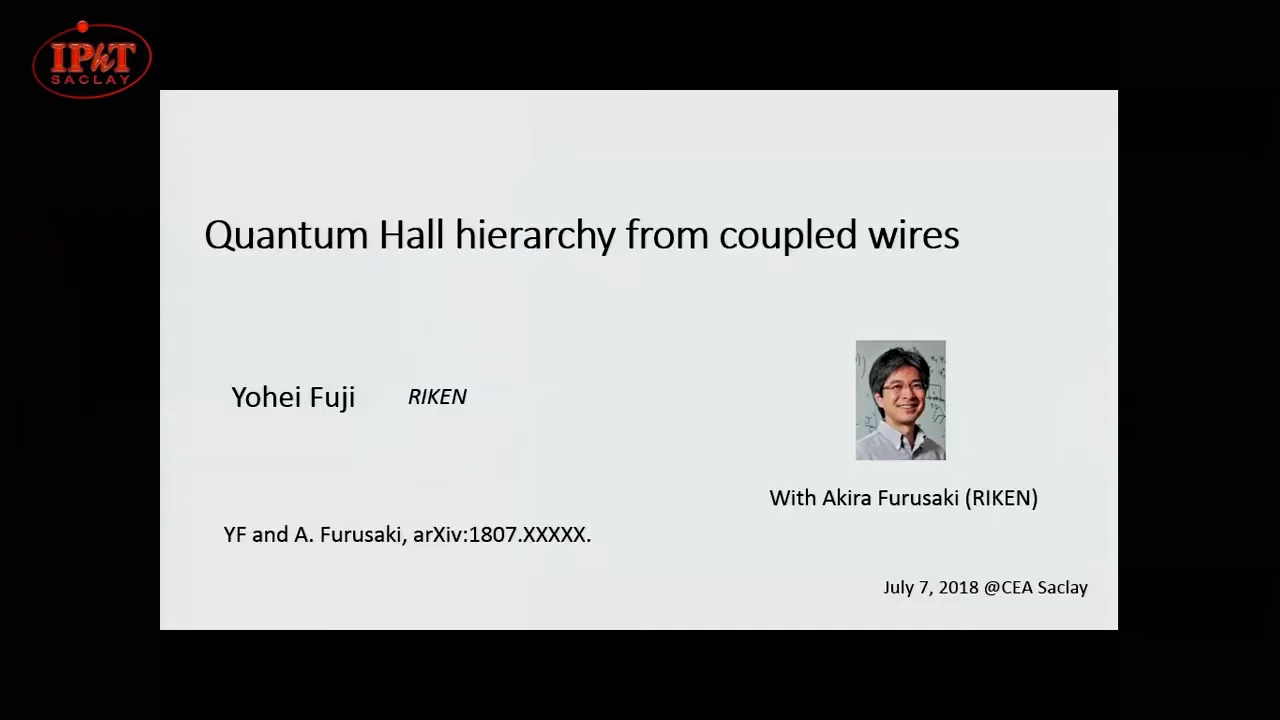 IPhT
SACLAY
Quantum Hall hierarchy from coupled wires
Yohei Fuji RIKEN
With Akira Furusaki (RIKEN)
YF and A. Furusaki, arXiv:1807.XXXXX.
July 7, 2018 @CEA Saclay